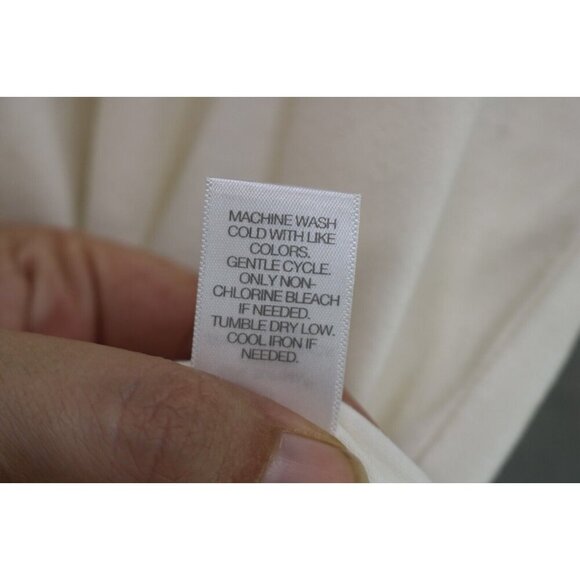 MACHINE WASH
COLD WITH LIKE
COLORS.
GENTLE CYCLE.
ONLY NON-
CHLORINE BLEACH
IF NEEDED.
TUMBLE DRY LOW.
COOL IRON IF
NEEDED.